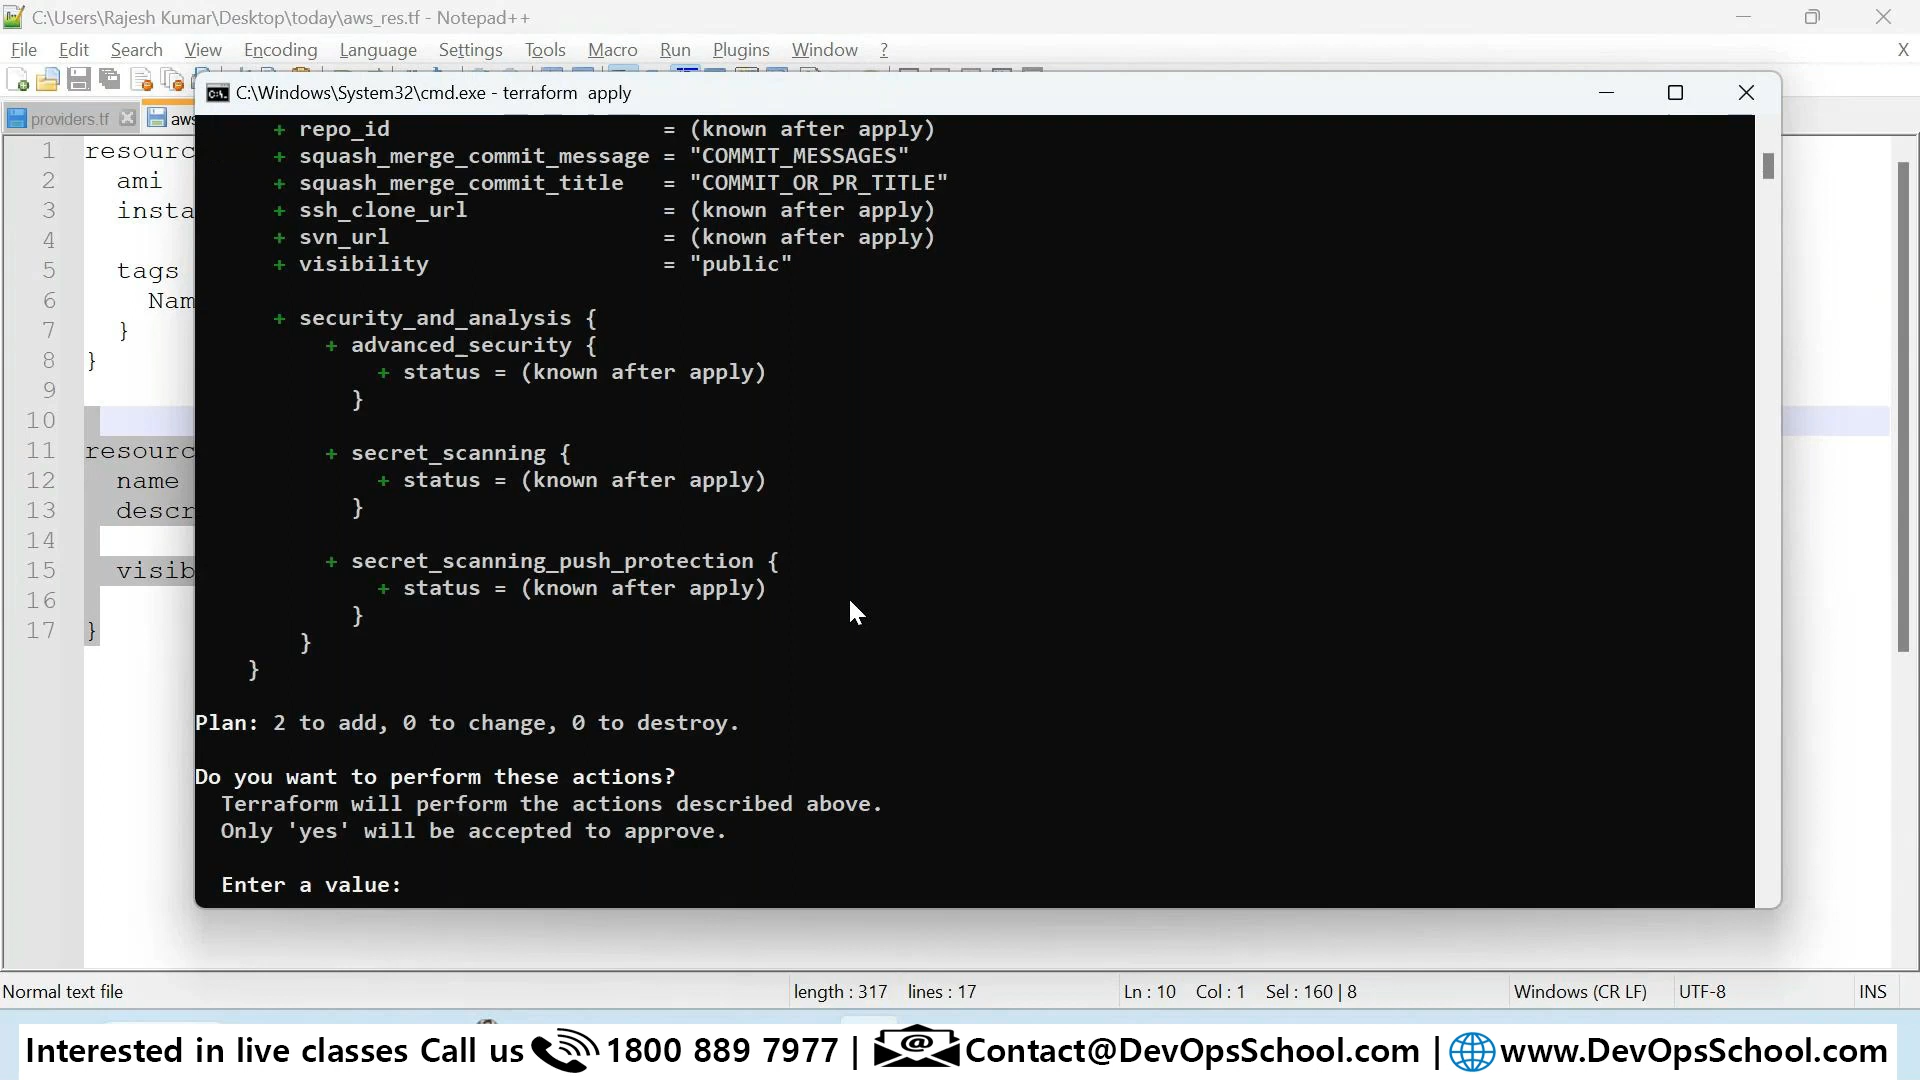 C:\Users\Rajesh Kumar\Desktop\today\aws_res.tf - Notepad++
File Edit Search View Encoding Language Settings Tools Macro Run Plugins Window ? X
C:\Windows\System32\cmd.exe - terraform  apply
providers.tf
aws
1 resourc
2 ami
3 insta
4
5 tags
6 Nam
7 }
8 }
9
10
11 resourc
12 name
13 descr
14
15 visib
16
17 }
+ repo_id = (known after apply)
+ squash_merge_commit_message = "COMMIT_MESSAGES"
+ squash_merge_commit_title = "COMMIT_OR_PR_TITLE"
+ ssh_clone_url = (known after apply)
+ svn_url = (known after apply)
+ visibility = "public"
+ security_and_analysis {
+ advanced_security {
+ status = (known after apply)
}
+ secret_scanning {
+ status = (known after apply)
}
+ secret_scanning_push_protection {
+ status = (known after apply)
}
}
}
Plan: 2 to add, 0 to change, 0 to destroy.
Do you want to perform these actions?
Terraform will perform the actions described above.
Only 'yes' will be accepted to approve.
Enter a value:
Normal text file length : 317 lines : 17 Ln : 10 Col : 1 Sel : 160 | 8 Windows (CR LF) UTF-8 INS
Interested in live classes Call us 1800 889 7977 | Contact@DevOpsSchool.com | www.DevOpsSchool.com